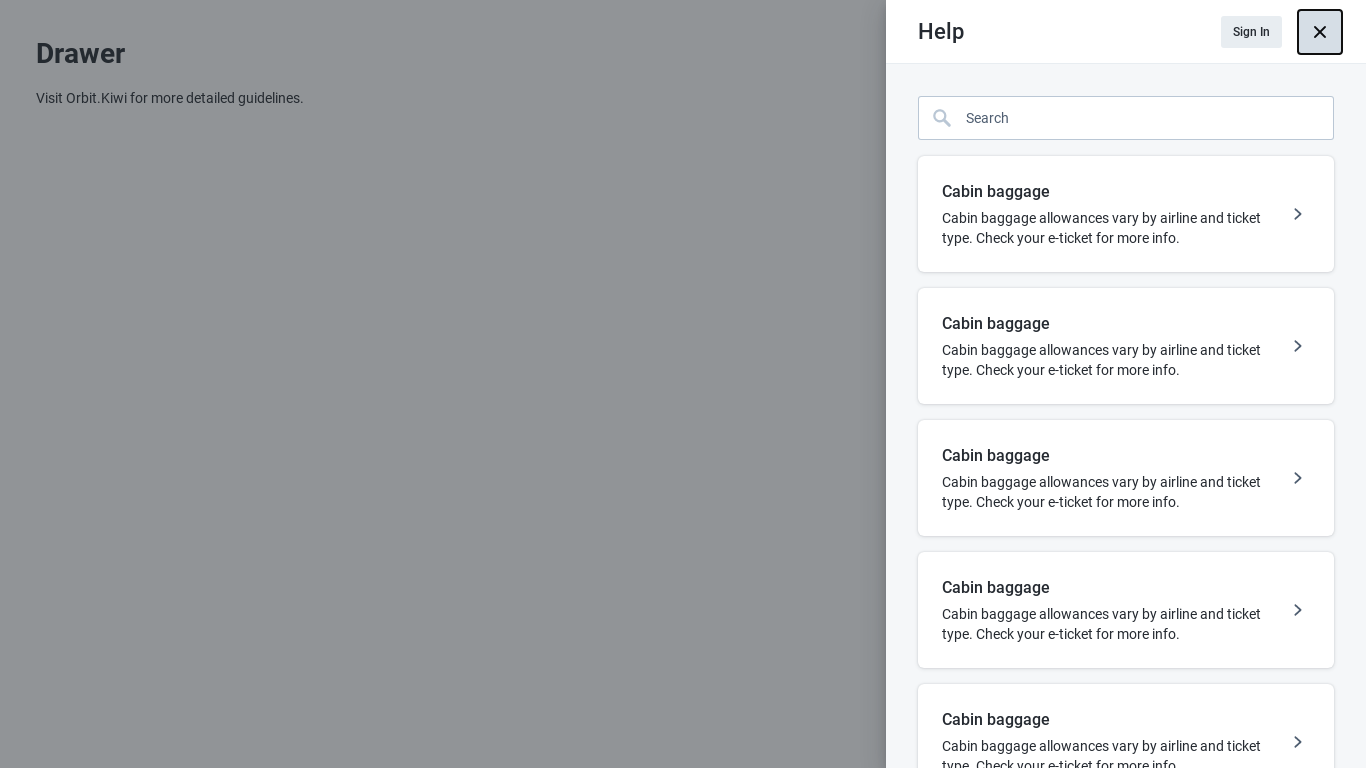 Drawer
Visit Orbit.Kiwi for more detailed guidelines.
Help
Sign In
Search
Cabin baggage
Cabin baggage allowances vary by airline and ticket
type. Check your e-ticket for more info.
Cabin baggage
Cabin baggage allowances vary by airline and ticket
type. Check your e-ticket for more info.
Cabin baggage
Cabin baggage allowances vary by airline and ticket
type. Check your e-ticket for more info.
Cabin baggage
Cabin baggage allowances vary by airline and ticket
type. Check your e-ticket for more info.
Cabin baggage
Cabin baggage allowances vary by airline and ticket
type. Check your e-ticket for more info.